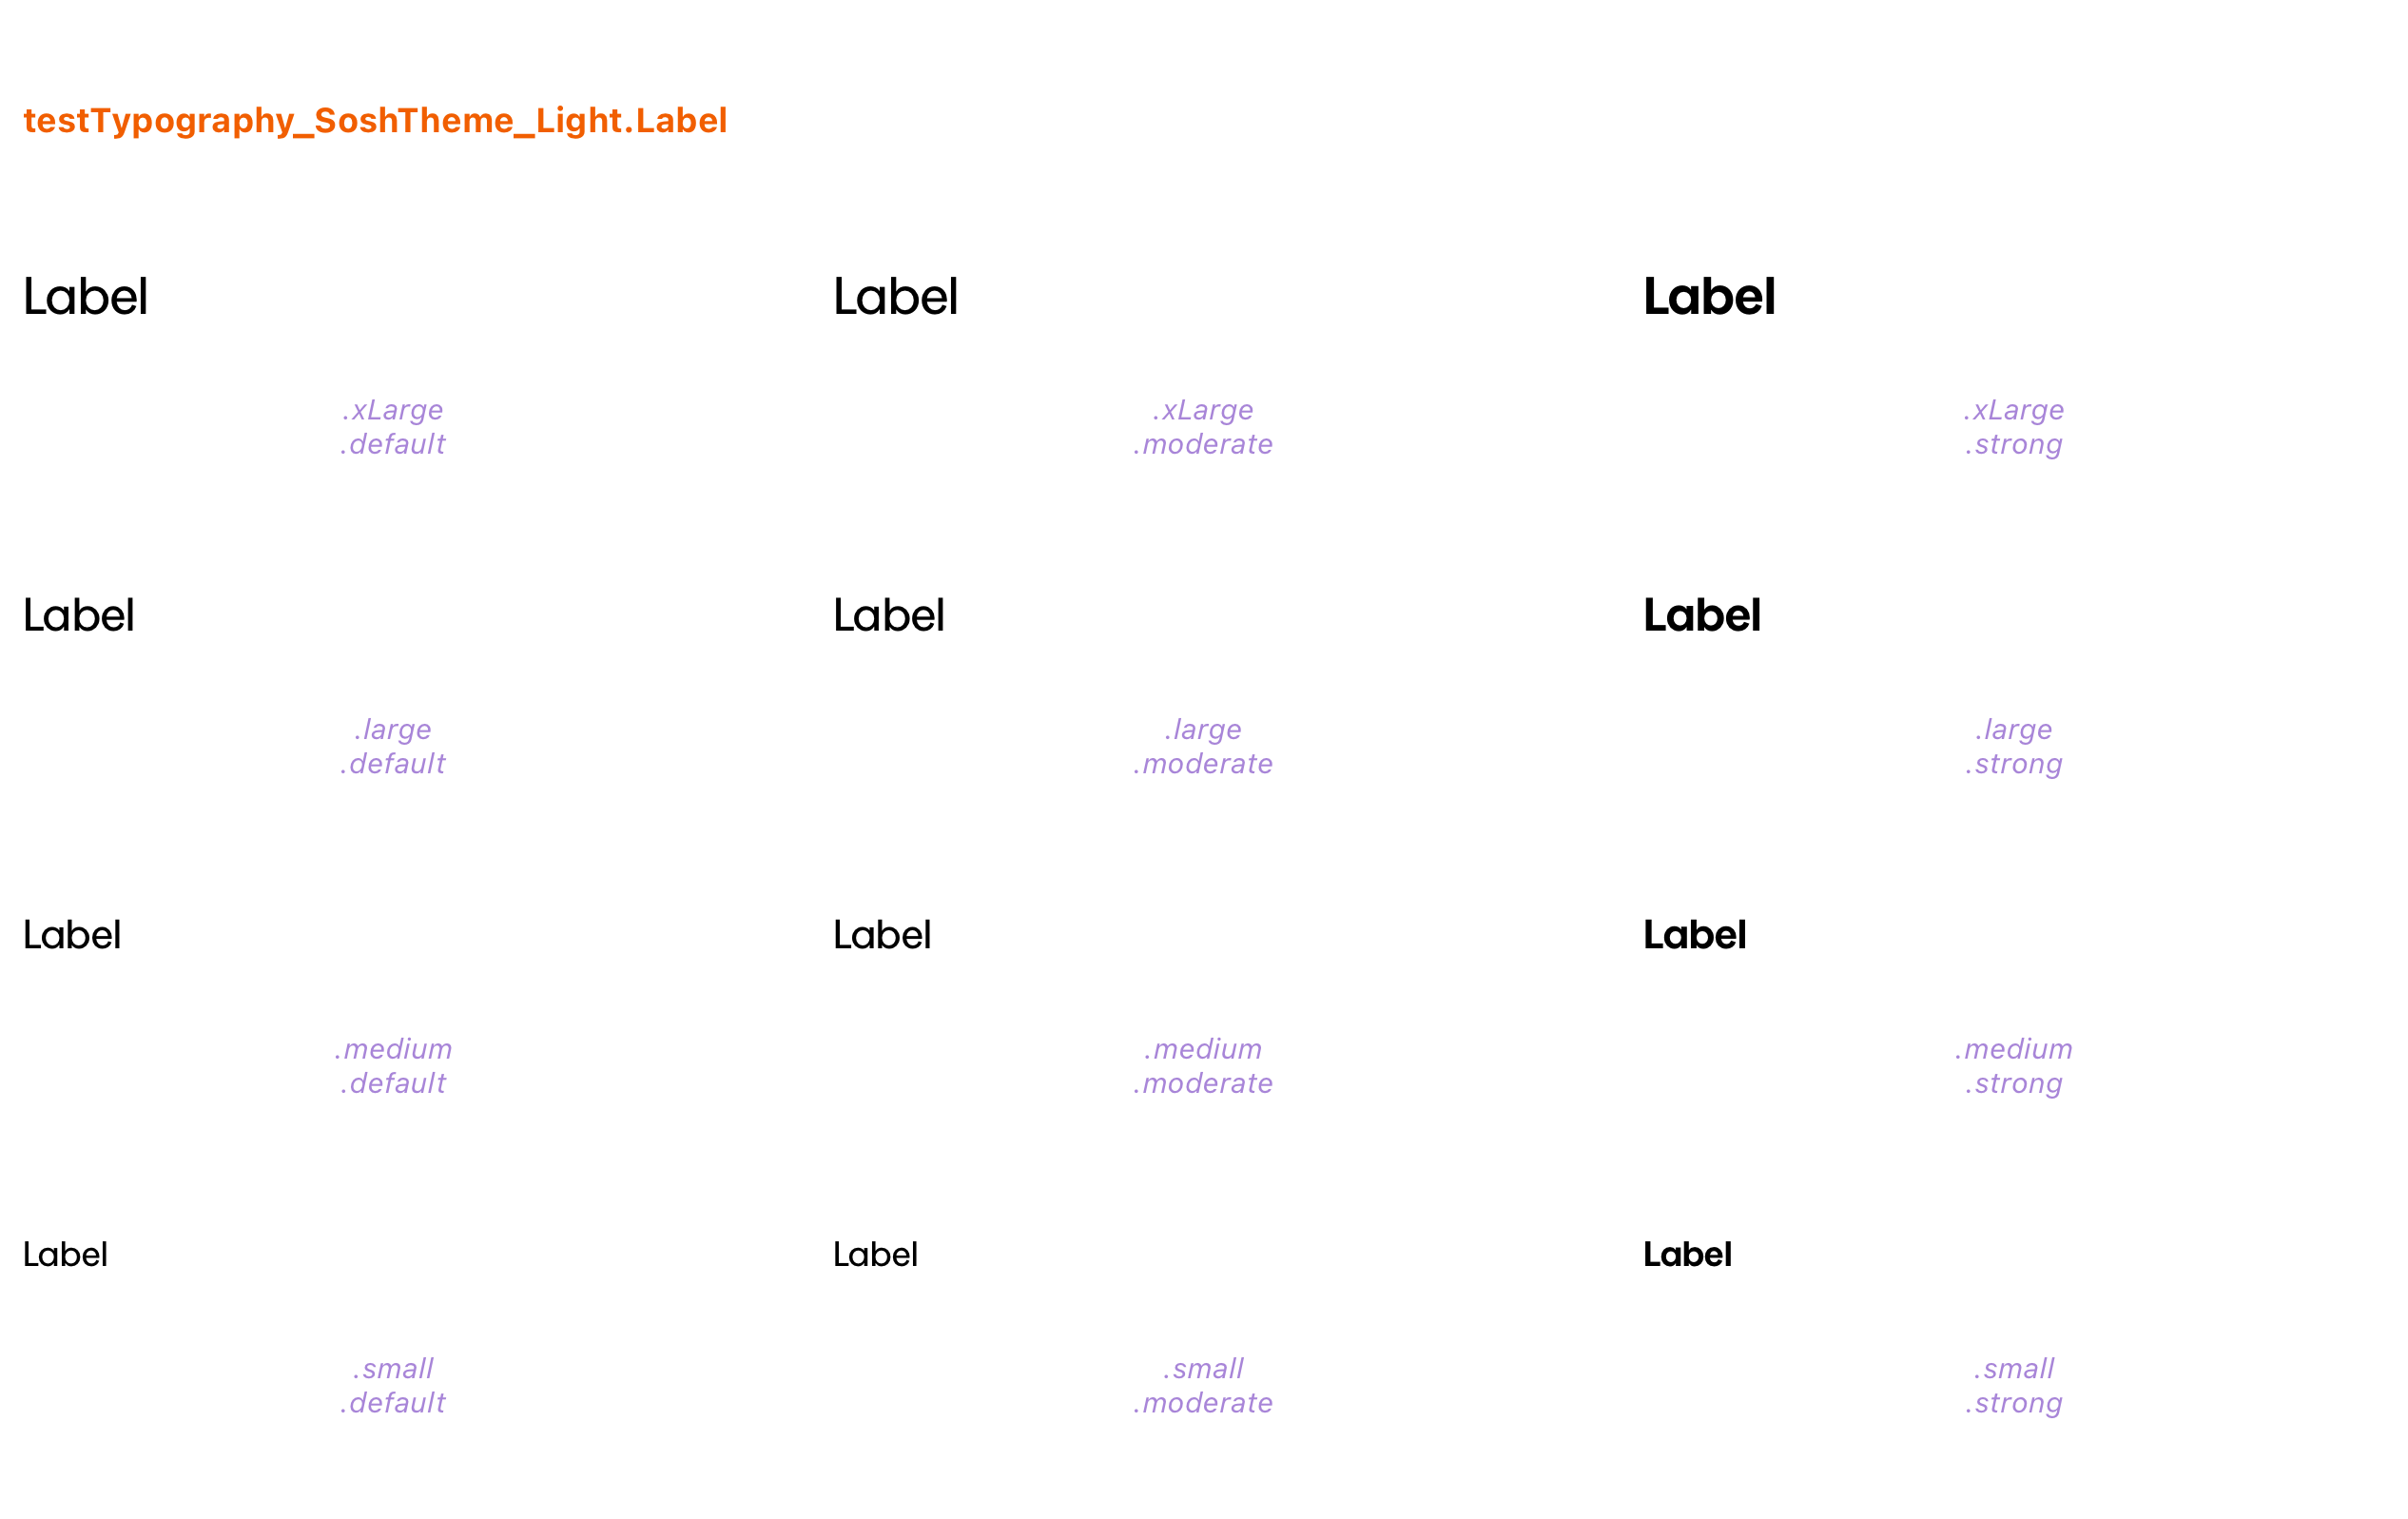 testTypography_SoshTheme_Light.Label
Label Label Label
.xLarge .xLarge .xLarge
.default .moderate .strong
Label Label Label
.large .large .large
.default .moderate .strong
Label Label Label
.medium .medium .medium
.default .moderate .strong
Label Label Label
.small .small .small
.default .moderate .strong